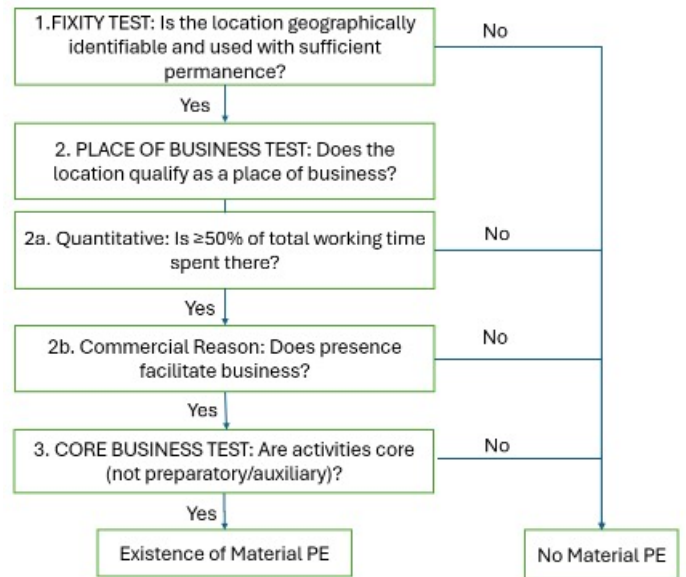 1.FIXITY TEST: Is the location geographically
identifiable and used with sufficient
permanence?
No
Yes
2. PLACE OF BUSINESS TEST: Does the
location qualify as a place of business?
2a. Quantitative: Is ≥50% of total working time
spent there?
No
Yes
2b. Commercial Reason: Does presence
facilitate business?
No
Yes
3. CORE BUSINESS TEST: Are activities core
(not preparatory/auxiliary)?
No
Yes
Existence of Material PE
No Material PE